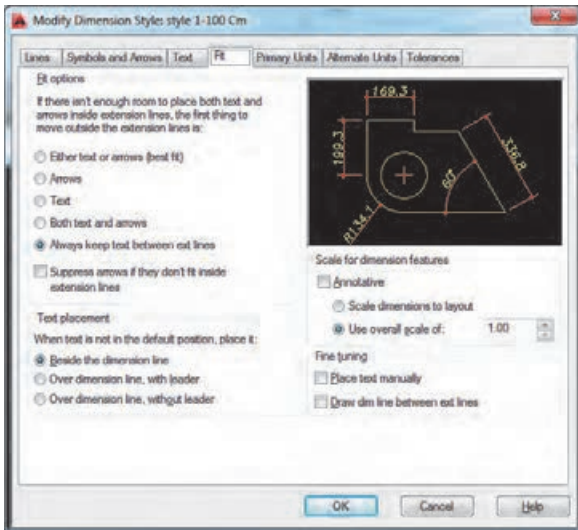 Modify Dimension Style: style 1-100 Cm
Lines Symbols and Arrows Text Fit Primary Units Alternate Units Tolerances
Fit options
If there isn't enough room to place both text and
arrows inside extension lines, the first thing to
move outside the extension lines is:
Either text or arrows (best fit)
Arrows
Text
Both text and arrows
Always keep text between ext lines
Suppress arrows if they don't fit inside
extension lines
Text placement
When text is not in the default position, place it:
Beside the dimension line
Over dimension line, with leader
Over dimension line, without leader
169,3
199,3
336,8
60°
R134,1
Scale for dimension features
Annotative
Scale dimensions to layout
Use overall scale of: 1.00
Fine tuning
Place text manually
Draw dim line between ext lines
OK Cancel Help